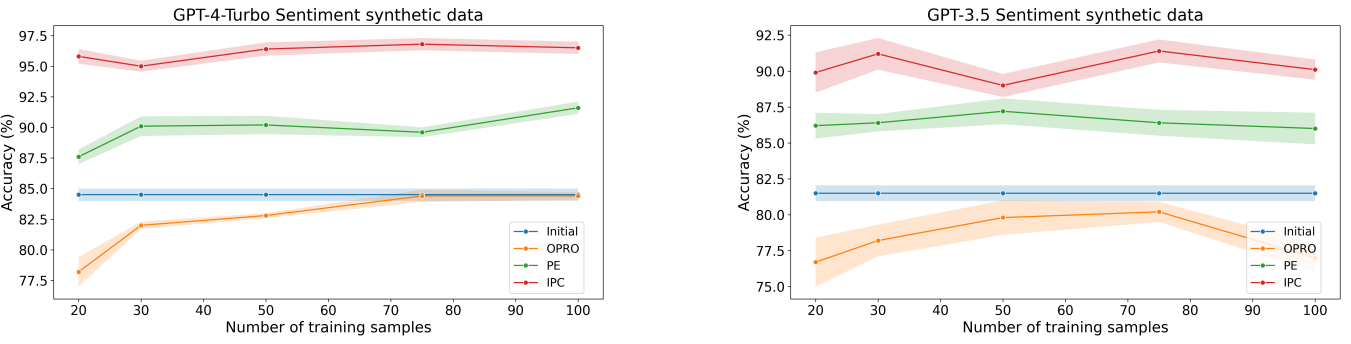 GPT-4-Turbo Sentiment synthetic data
97.5
95.0
92.5
90.0
87.5
85.0
82.5
80.0
77.5
Accuracy (%)
Initial
OPRO
PE
IPC
20 30 40 50 60 70 80 90 100
Number of training samples
GPT-3.5 Sentiment synthetic data
92.5
90.0
87.5
85.0
82.5
80.0
77.5
75.0
Accuracy (%)
Initial
OPRO
PE
IPC
20 30 40 50 60 70 80 90 100
Number of training samples